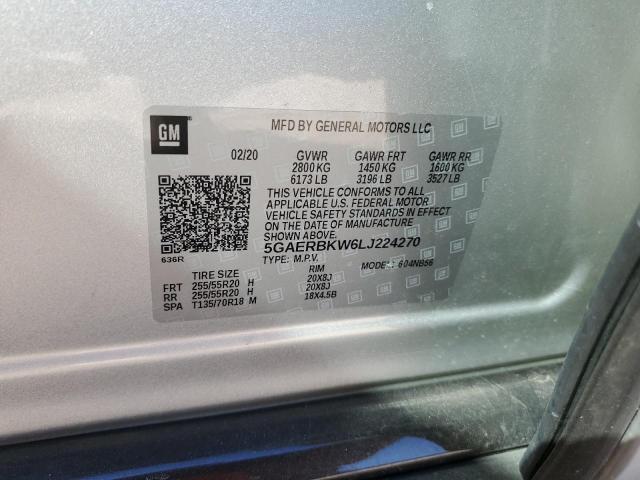 GM
MFD BY GENERAL MOTORS LLC
02/20 GVWR GAWR FRT GAWR RR
2800 KG 1450 KG 1600 KG
6173 LB 3196 LB 3527 LB
THIS VEHICLE CONFORMS TO ALL
APPLICABLE U.S. FEDERAL MOTOR
VEHICLE SAFETY STANDARDS IN EFFECT
ON THE DATE OF MANUFACTURE SHOWN ABOVE.
5GAERBKW6LJ224270
636R
TYPE: M.P.V. MODEL: 604NB56
TIRE SIZE RIM
FRT 255/55R20 H 20X8J
RR 255/55R20 H 20X8J
SPA T135/70R18 M 18X4.5B